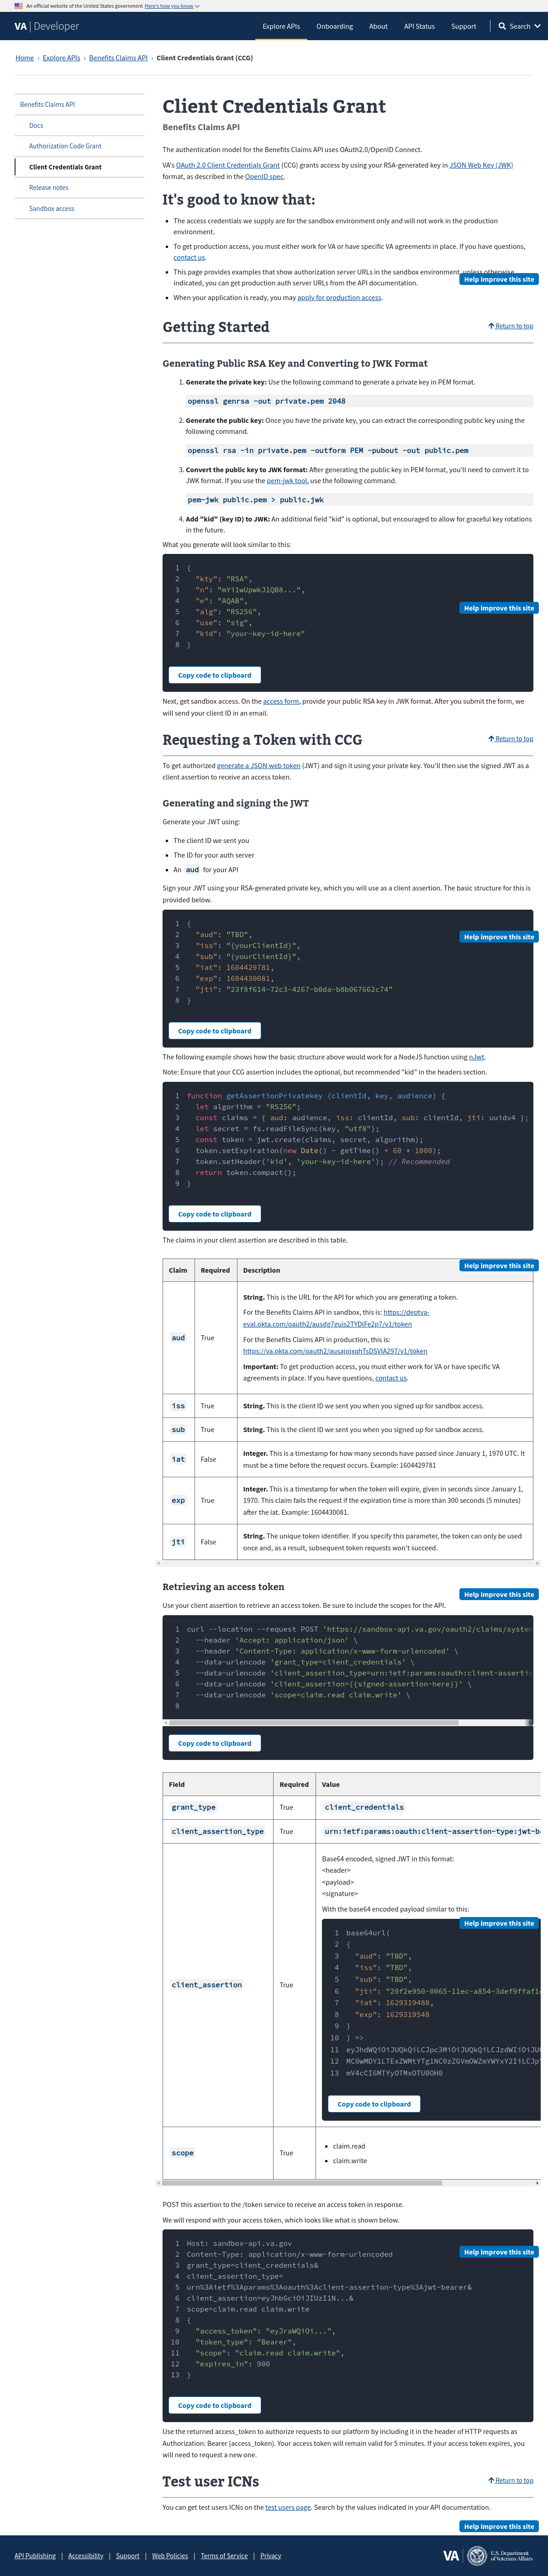 An official website of the United States government Here's how you know
VA | Developer
Explore APIs
Onboarding
About
API Status
Support
Search
Home › Explore APIs › Benefits Claims API › Client Credentials Grant (CCG)
Benefits Claims API
Docs
Authorization Code Grant
Client Credentials Grant
Release notes
Sandbox access
Client Credentials Grant
Benefits Claims API
The authentication model for the Benefits Claims API uses OAuth2.0/OpenID Connect.
VA's OAuth 2.0 Client Credentials Grant (CCG) grants access by using your RSA-generated key in JSON Web Key (JWK)
format, as described in the OpenID spec.
It's good to know that:
• The access credentials we supply are for the sandbox environment only and will not work in the production
environment.
• To get production access, you must either work for VA or have specific VA agreements in place. If you have questions,
contact us.
• This page provides examples that show authorization server URLs in the sandbox environment, unless otherwise
indicated, you can get production auth server URLs from the API documentation.
Help improve this site
• When your application is ready, you may apply for production access.
Getting Started
Return to top
Generating Public RSA Key and Converting to JWK Format
1. Generate the private key: Use the following command to generate a private key in PEM format.
openssl genrsa -out private.pem 2048
2. Generate the public key: Once you have the private key, you can extract the corresponding public key using the
following command.
openssl rsa -in private.pem -outform PEM -pubout -out public.pem
3. Convert the public key to JWK format: After generating the public key in PEM format, you'll need to convert it to
JWK format. If you use the pem-jwk tool, use the following command.
pem-jwk public.pem > public.jwk
4. Add "kid" (key ID) to JWK: An additional field "kid" is optional, but encouraged to allow for graceful key rotations
in the future.
What you generate will look similar to this:
1 {
2 "kty": "RSA",
3 "n": "mYi1wUpwkJ1QB8...",
4 "e": "AQAB",
5 "alg": "RS256",
6 "use": "sig",
7 "kid": "your-key-id-here"
8 }
Help improve this site
Copy code to clipboard
Next, get sandbox access. On the access form, provide your public RSA key in JWK format. After you submit the form, we
will send your client ID in an email.
Requesting a Token with CCG
Return to top
To get authorized generate a JSON web token (JWT) and sign it using your private key. You'll then use the signed JWT as a
client assertion to receive an access token.
Generating and signing the JWT
Generate your JWT using:
• The client ID we sent you
• The ID for your auth server
• An aud for your API
Sign your JWT using your RSA-generated private key, which you will use as a client assertion. The basic structure for this is
provided below.
1 {
2 "aud": "TBD",
3 "iss": "{yourClientId}",
4 "sub": "{yourClientId}",
5 "iat": 1604429781,
6 "exp": 1604430081,
7 "jti": "23f8f614-72c3-4267-b0da-b8b067662c74"
8 }
Help improve this site
Copy code to clipboard
The following example shows how the basic structure above would work for a NodeJS function using nJwt.
Note: Ensure that your CCG assertion includes the optional, but recommended "kid" in the headers section.
1 function getAssertionPrivatekey (clientId, key, audience) {
2 let algorithm = "RS256";
3 const claims = { aud: audience, iss: clientId, sub: clientId, jti: uuidv4 };
4 let secret = fs.readFileSync(key, "utf8");
5 const token = jwt.create(claims, secret, algorithm);
6 token.setExpiration(new Date() - getTime() + 60 * 1000);
7 token.setHeader('kid', 'your-key-id-here'); // Recommended
8 return token.compact();
9 }
Copy code to clipboard
The claims in your client assertion are described in this table.
Help improve this site
Claim Required Description
aud True
String. This is the URL for the API for which you are generating a token.
For the Benefits Claims API in sandbox, this is: https://deptva-
eval.okta.com/oauth2/ausdg7guis2TYDlFe2p7/v1/token
For the Benefits Claims API in production, this is:
https://va.okta.com/oauth2/ausajojxqhTsDSVlA297/v1/token
Important: To get production access, you must either work for VA or have specific VA
agreements in place. If you have questions, contact us.
iss True String. This is the client ID we sent you when you signed up for sandbox access.
sub True String. This is the client ID we sent you when you signed up for sandbox access.
iat False Integer. This is a timestamp for how many seconds have passed since January 1, 1970 UTC. It
must be a time before the request occurs. Example: 1604429781
exp True Integer. This is a timestamp for when the token will expire, given in seconds since January 1,
1970. This claim fails the request if the expiration time is more than 300 seconds (5 minutes)
after the iat. Example: 1604430081.
jti False String. The unique token identifier. If you specify this parameter, the token can only be used
once and, as a result, subsequent token requests won't succeed.
Retrieving an access token
Help improve this site
Use your client assertion to retrieve an access token. Be sure to include the scopes for the API.
1 curl --location --request POST 'https://sandbox-api.va.gov/oauth2/claims/system
2 --header 'Accept: application/json' \
3 --header 'Content-Type: application/x-www-form-urlencoded' \
4 --data-urlencode 'grant_type=client_credentials' \
5 --data-urlencode 'client_assertion_type=urn:ietf:params:oauth:client-assertio
6 --data-urlencode 'client_assertion={{signed-assertion-here}}' \
7 --data-urlencode 'scope=claim.read claim.write' \
8
Copy code to clipboard
Field Required Value
grant_type True client_credentials
client_assertion_type True urn:ietf:params:oauth:client-assertion-type:jwt-be
client_assertion True
Base64 encoded, signed JWT in this format:
<header>
<payload>
<signature>
With the base64 encoded payload similar to this:
Help improve this site
1 base64url(
2 {
3 "aud": "TBD",
4 "iss": "TBD",
5 "sub": "TBD",
6 "jti": "20f2e950-0065-11ec-a854-3def9ffaf1
7 "iat": 1629319488,
8 "exp": 1629319548
9 }
10 ) =>
11
12
13 mV4cCI6MTYyOTMxOTU0OH0
Copy code to clipboard
scope True
• claim.read
• claim.write
POST this assertion to the /token service to receive an access token in response.
We will respond with your access token, which looks like what is shown below.
1 Host: sandbox-api.va.gov
2 Content-Type: application/x-www-form-urlencoded
3 grant_type=client_credentials&
4 client_assertion_type=
5 urn%3Aietf%3Aparams%3Aoauth%3Aclient-assertion-type%3Ajwt-bearer&
6 client_assertion=eyJhbGciOiJIUzI1N...&
7 scope=claim.read claim.write
8 {
9 "access_token": "eyJraWQiOi...",
10 "token_type": "Bearer",
11 "scope": "claim.read claim.write",
12 "expires_in": 900
13 }
Help improve this site
Copy code to clipboard
Use the returned access_token to authorize requests to our platform by including it in the header of HTTP requests as
Authorization: Bearer {access_token}. Your access token will remain valid for 5 minutes. If your access token expires, you
will need to request a new one.
Test user ICNs
Return to top
You can get test users ICNs on the test users page. Search by the values indicated in your API documentation.
Help improve this site
API Publishing | Accessibility | Support | Web Policies | Terms of Service | Privacy
VA | U.S. Department
of Veterans Affairs